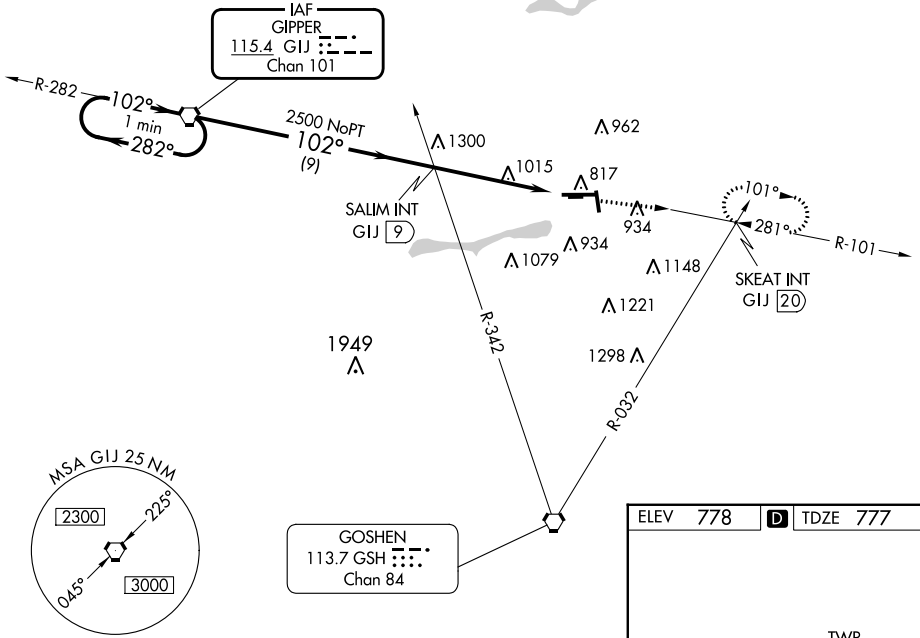 IAF
GIPPER
115.4 GIJ
Chan 101
R-282
102°
1 min
282°
2500 NoPT
102°
(9)
1300
962
1015
817
SALIM INT
GIJ 9
934
101°
281°
R-101
934
1079
1148
SKEAT INT
GIJ 20
1221
R-342
1949
1298
R-032
MSA GIJ 25 NM
2300
225°
045°
3000
GOSHEN
113.7 GSH
Chan 84
ELEV 778 D TDZE 777
TWR